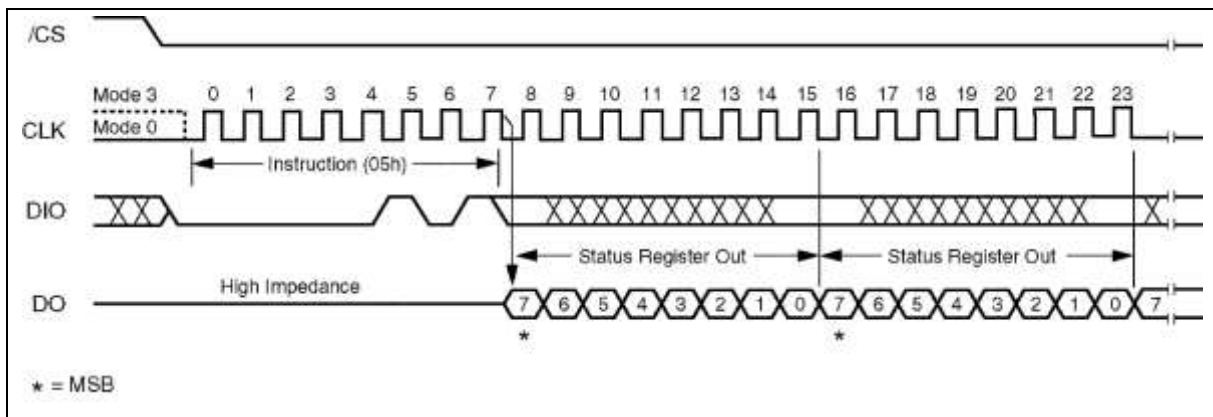 /CS
Mode 3 0 1 2 3 4 5 6 7 8 9 10 11 12 13 14 15 16 17 18 19 20 21 22 23
CLK Mode 0
Instruction (05h)
DIO
Status Register Out Status Register Out
High Impedance
DO 7 6 5 4 3 2 1 0 7 6 5 4 3 2 1 0 7
* *
* = MSB